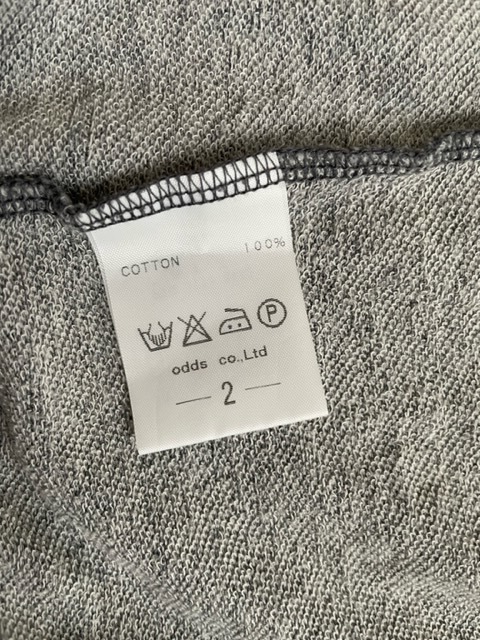 COTTON 100%
P
odds co.,Ltd
— 2 —